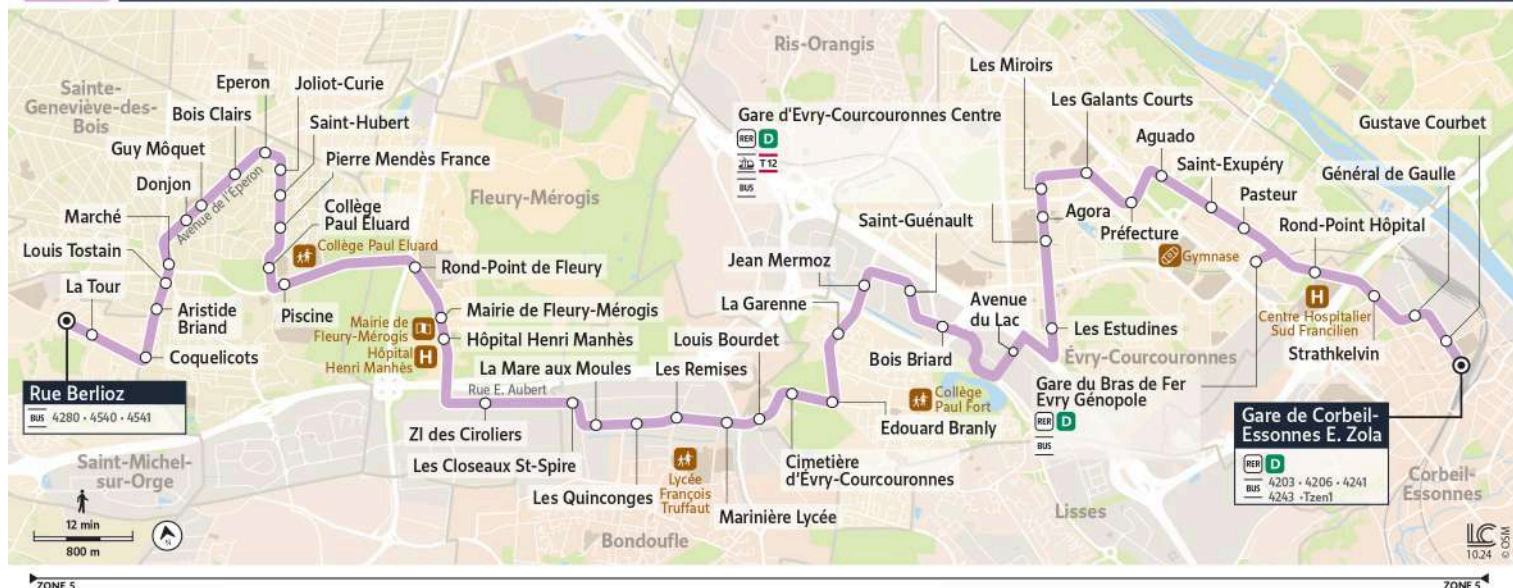 Ris-Orangis
Sainte-
Geneviève-des-
Bois
Eperon
Joliot-Curie
Bois Clairs
Saint-Hubert
Guy Môquet
Pierre Mendès France
Donjon
Avenue de l'Eperon
Marché
Collège
Paul Eluard
Collège Paul Eluard
Louis Tostain
La Tour
Aristide
Briand
Piscine
Coquelicots
Rue Berlioz
BUS 4280 • 4540 • 4541
Saint-Michel-
sur-Orge
12 min
800 m
N
Fleury-Mérogis
Rond-Point de Fleury
Mairie de
Fleury-Mérogis
Mairie de Fleury-Mérogis
H
Hôpital
Henri Manhès
Hôpital Henri Manhès
Rue E. Aubert
La Mare aux Moules
Les Remises
Louis Bourdet
ZI des Ciroliers
Les Closeaux St-Spire
Les Quinconges
Lycée
François
Truffaut
Marinière Lycée
Bondoufle
Cimetière
d'Évry-Courcouronnes
Edouard Branly
Collège
Paul Fort
La Garenne
Jean Mermoz
Saint-Guénault
Bois Briard
Avenue
du Lac
Les Estudines
Gare d'Evry-Courcouronnes Centre
RER D
T12
BUS
Les Miroirs
Les Galants Courts
Aguado
Agora
Préfecture
Saint-Exupéry
Pasteur
Gymnase
Évry-Courcouronnes
Gare du Bras de Fer
Evry Génopole
RER D
BUS
Lisses
Rond-Point Hôpital
H
Centre Hospitalier
Sud Francilien
Strathkelvin
Général de Gaulle
Gustave Courbet
Gare de Corbeil-
Essonnes E. Zola
RER D
BUS 4203 • 4206 • 4241
4243 •Tzen1
Corbeil-
Essonnes
LC
10.24
© OSM
ZONE 5
ZONE 5